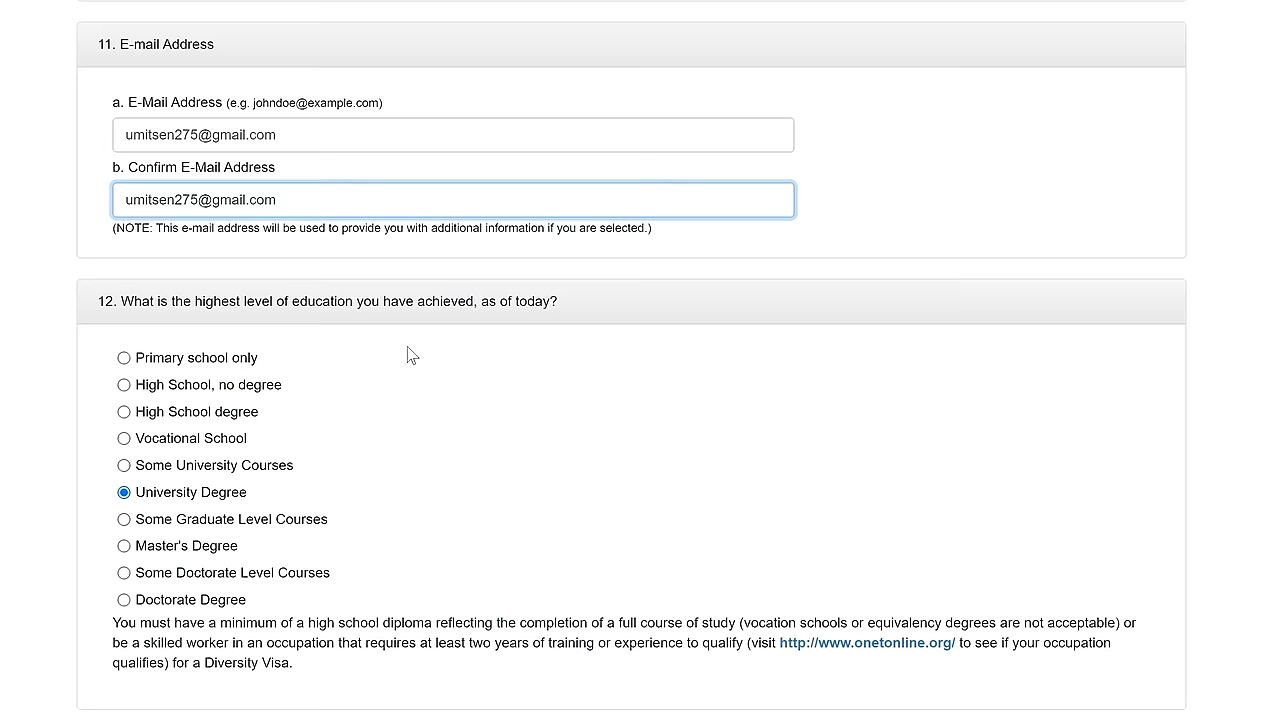 11. E-mail Address
a. E-Mail Address (e.g. johndoe@example.com)
umitsen275@gmail.com
b. Confirm E-Mail Address
umitsen275@gmail.com
(NOTE: This e-mail address will be used to provide you with additional information if you are selected.)
12. What is the highest level of education you have achieved, as of today?
Primary school only
High School, no degree
High School degree
Vocational School
Some University Courses
University Degree
Some Graduate Level Courses
Master's Degree
Some Doctorate Level Courses
Doctorate Degree
You must have a minimum of a high school diploma reflecting the completion of a full course of study (vocation schools or equivalency degrees are not acceptable) or
be a skilled worker in an occupation that requires at least two years of training or experience to qualify (visit http://www.onetonline.org/ to see if your occupation
qualifies) for a Diversity Visa.